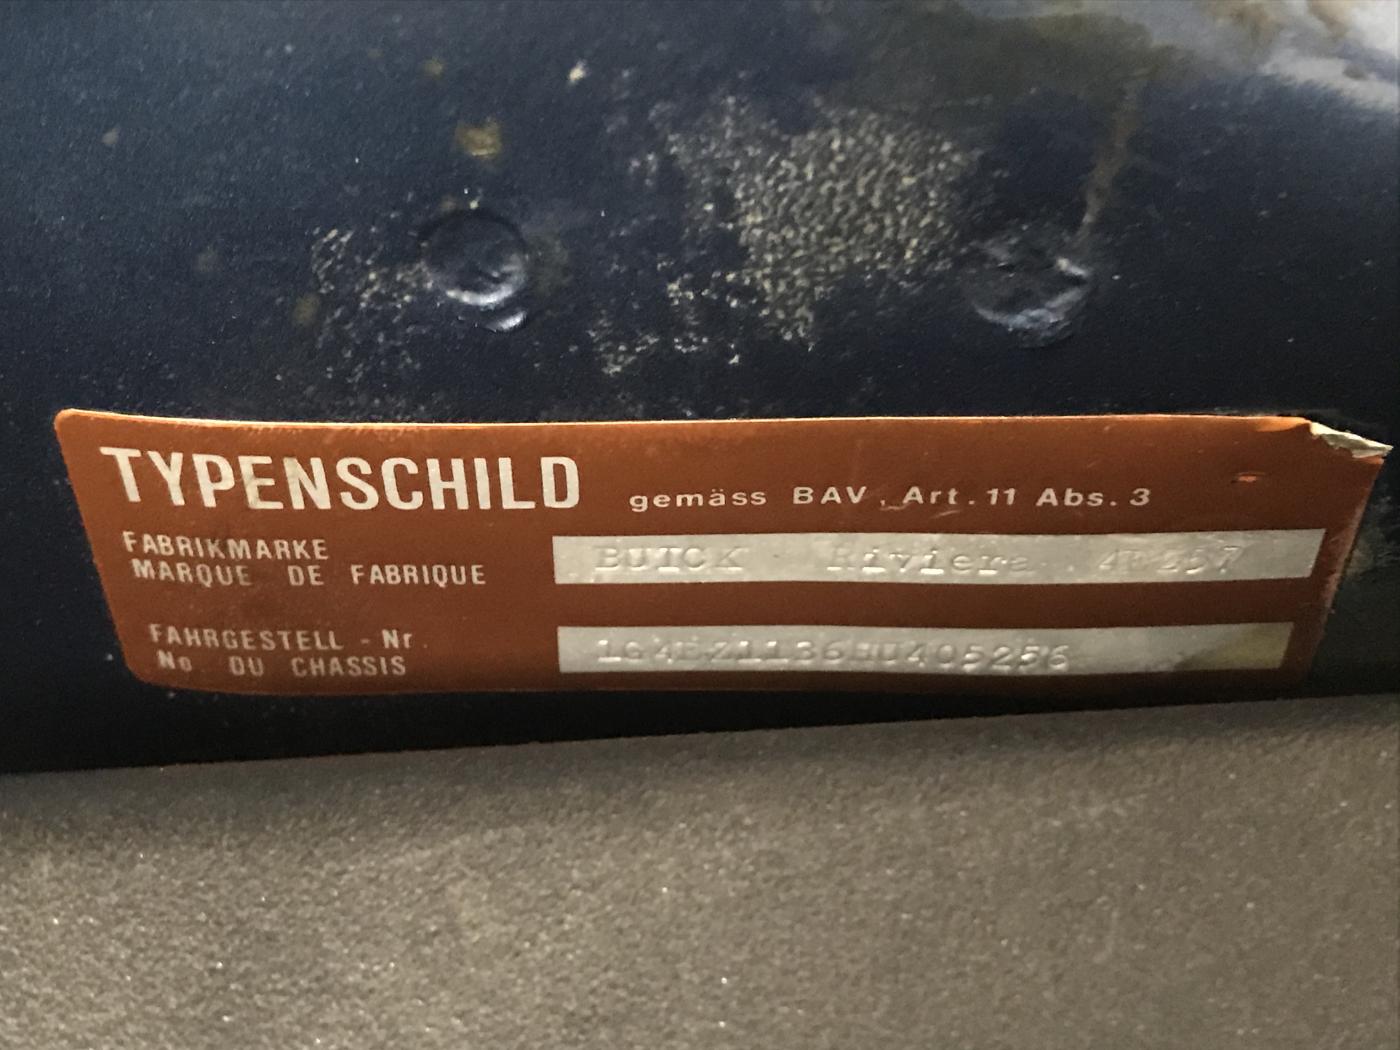 TYPENSCHILD gemäss BAV. Art. 11 Abs. 3
FABRIKMARKE
MARQUE DE FABRIQUE
BUICK Riviera
FAHRGESTELL - Nr.
No DU CHASSIS